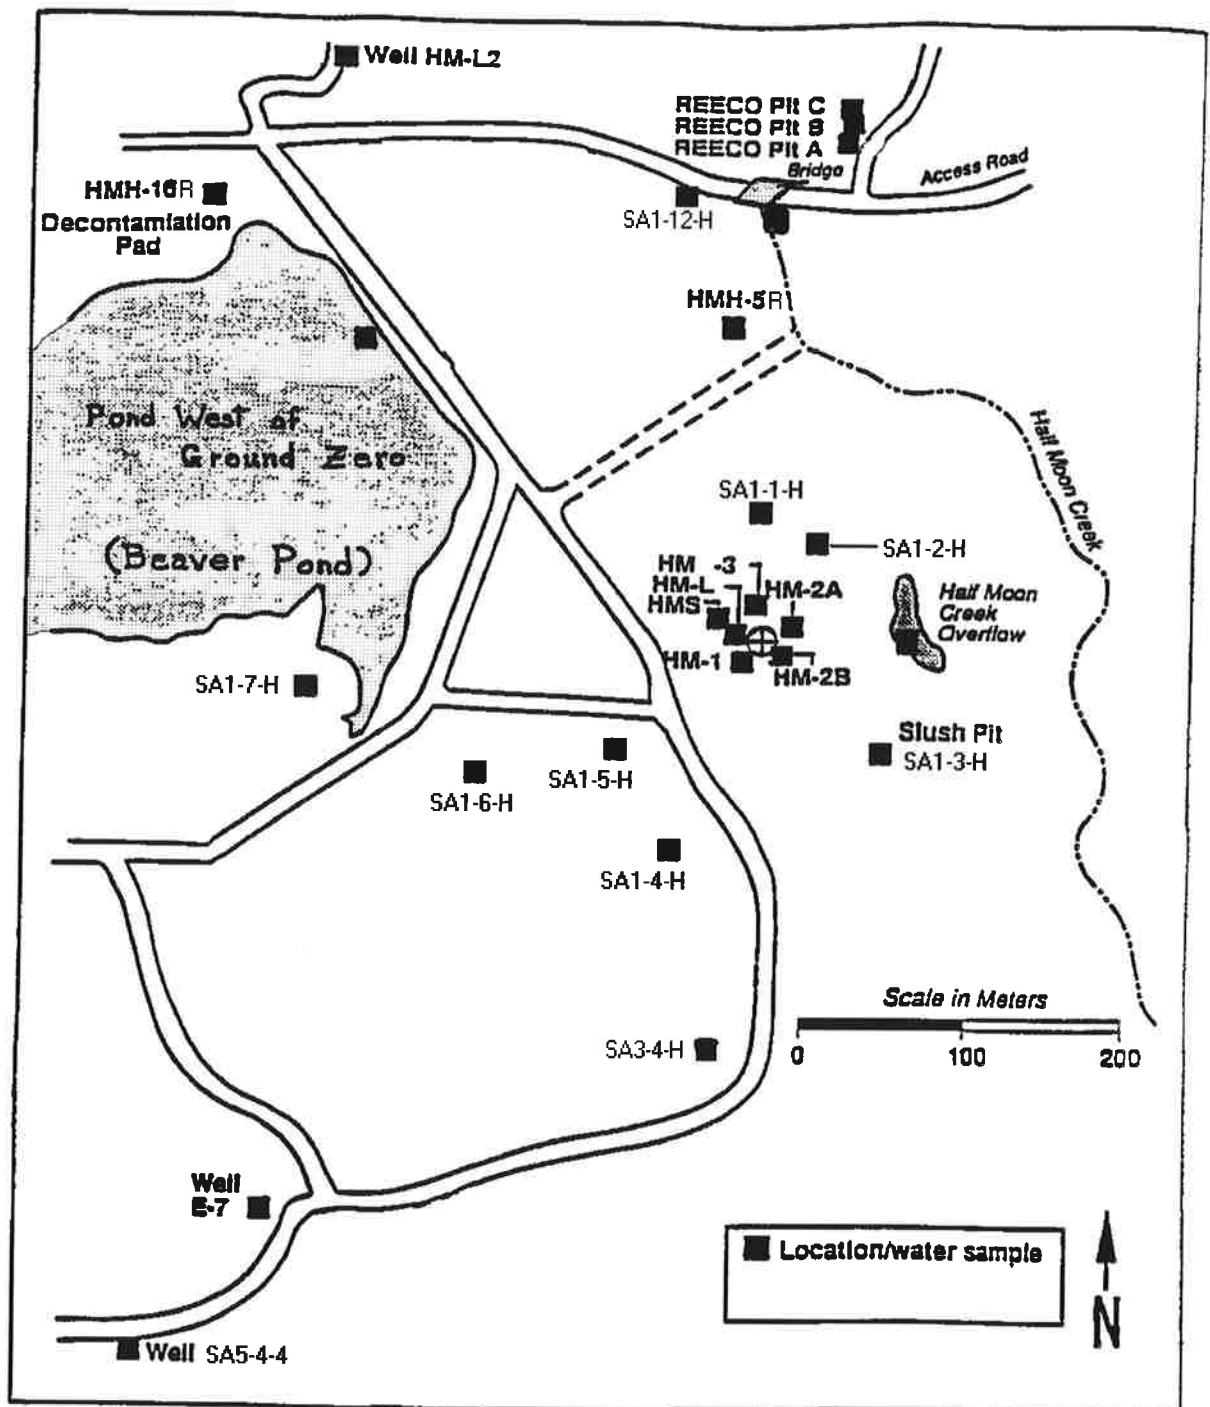 Well HM-L2
REECO Pit C
REECO Pit B
REECO Pit A
Bridge
Access Road
HMH-16R
Decontamiation
Pad
SA1-12-H
HMH-5R
Pond West of
Ground Zero
(Beaver Pond)
Half Moon Creek
SA1-1-H
SA1-2-H
HM -3
HM-L
HMS
HM-2A
HM-1
HM-2B
Half Moon
Creek
Overflow
SA1-7-H
Slush Pit
SA1-3-H
SA1-5-H
SA1-6-H
SA1-4-H
Scale in Meters
0 100 200
SA3-4-H
Well
E-7
Location/water sample
N
Well SA5-4-4